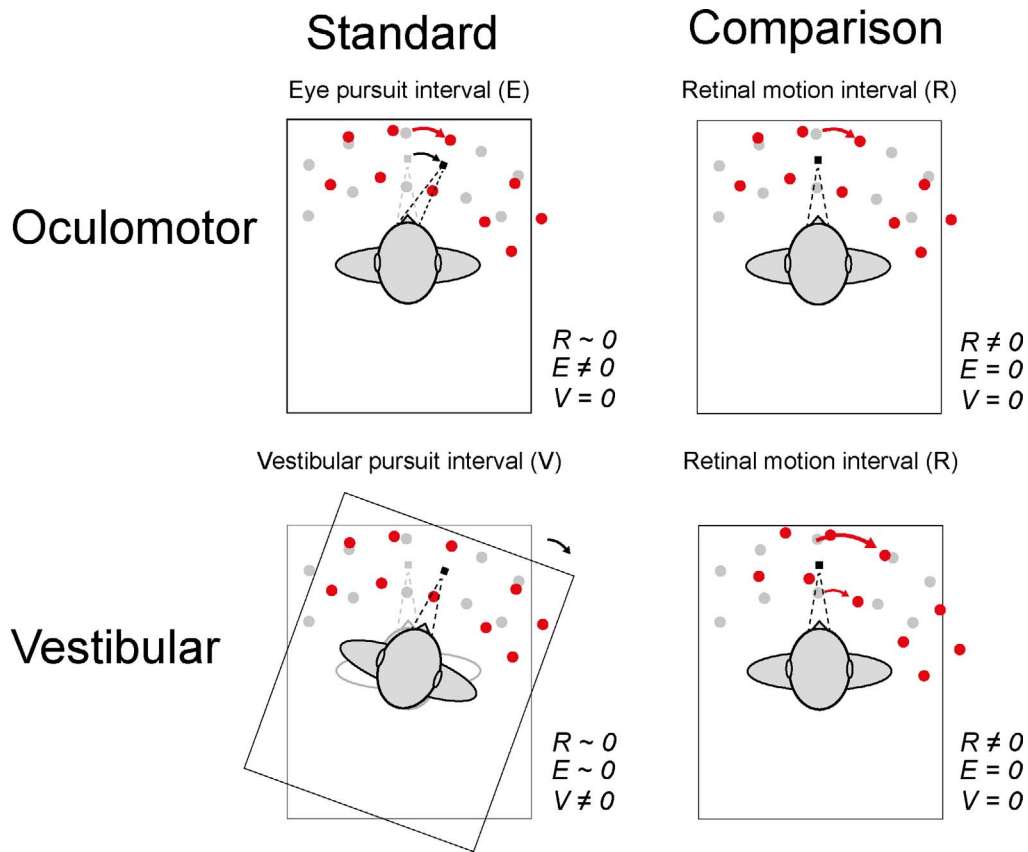 Standard
Comparison
Eye pursuit interval (E)
Retinal motion interval (R)
Oculomotor
R ~ 0
E ≠ 0
V = 0
R ≠ 0
E = 0
V = 0
Vestibular pursuit interval (V)
Retinal motion interval (R)
Vestibular
R ~ 0
E ~ 0
V ≠ 0
R ≠ 0
E = 0
V = 0